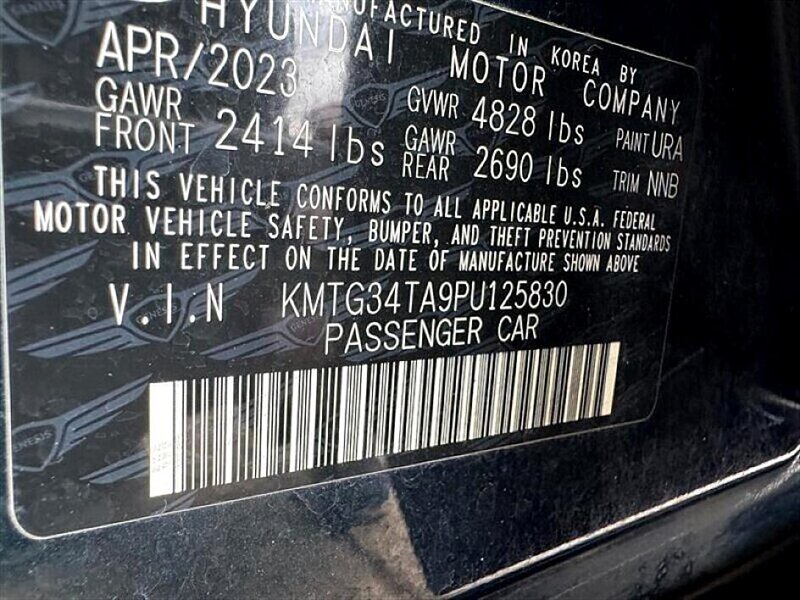 MANUFACTURED IN KOREA BY
HYUNDAI MOTOR COMPANY
APR/2023 GVWR 4828 lbs PAINT URA
GAWR FRONT 2414 lbs GAWR REAR 2690 lbs TRIM NNB
THIS VEHICLE CONFORMS TO ALL APPLICABLE U.S.A. FEDERAL
MOTOR VEHICLE SAFETY, BUMPER, AND THEFT PREVENTION STANDARDS
IN EFFECT ON THE DATE OF MANUFACTURE SHOWN ABOVE
V.I.N KMTG34TA9PU125830
PASSENGER CAR
GENESIS